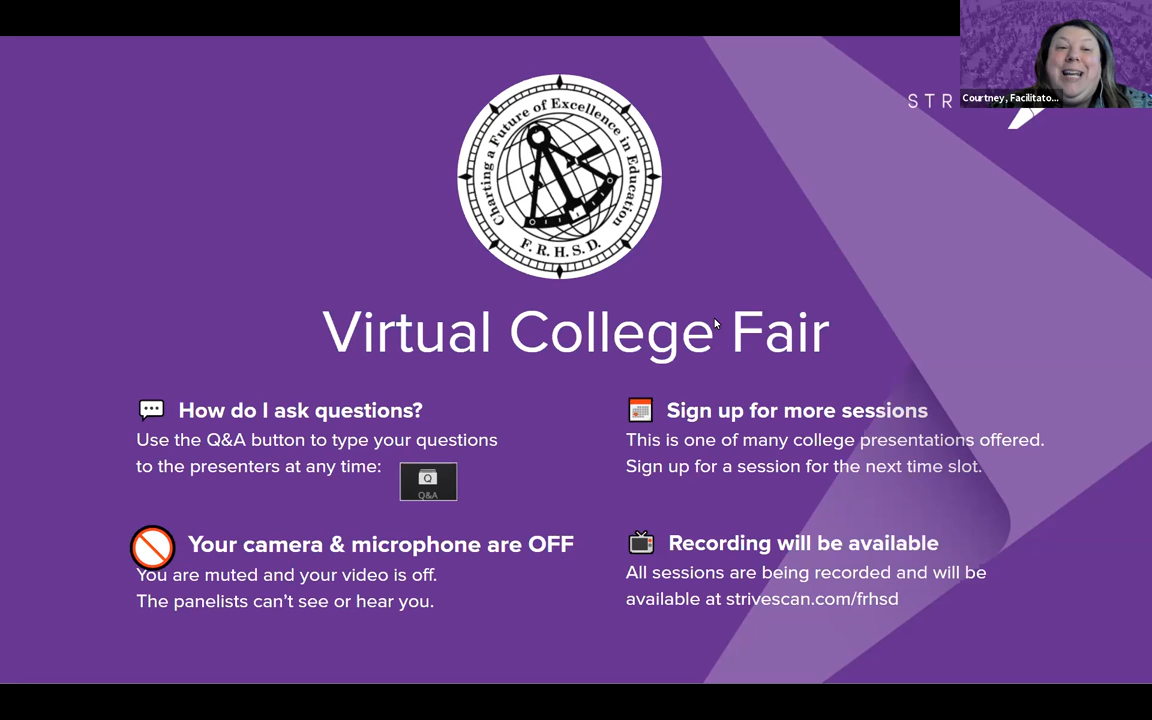 STR
Courtney, Facilitato...
Charting a Future of Excellence in Education
F. R. H. S. D.
Virtual College Fair
How do I ask questions?
Use the Q&A button to type your questions
to the presenters at any time:
Q
Q&A
Sign up for more sessions
This is one of many college presentations offered.
Sign up for a session for the next time slot.
Your camera & microphone are OFF
You are muted and your video is off.
The panelists can’t see or hear you.
Recording will be available
All sessions are being recorded and will be
available at strivescan.com/frhsd